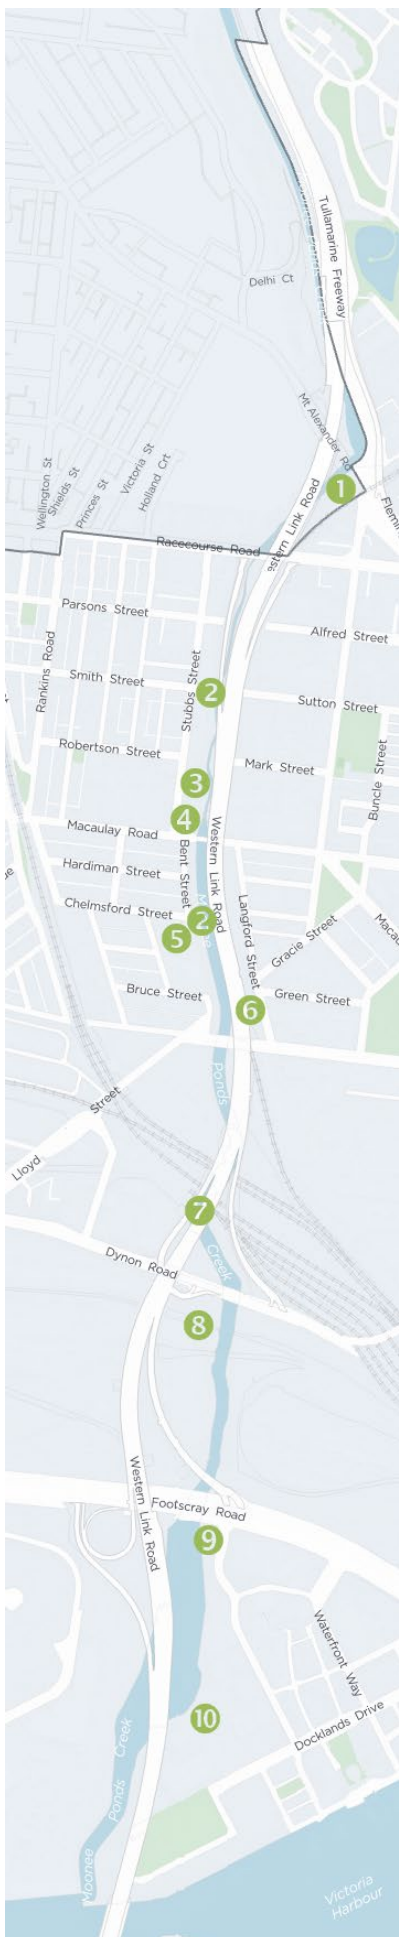 Tullamarine Freeway
Delhi Ct
Mt Alexander Rd
Wellington St
Shields St
Princes St
Victoria St
Holland Crt
1
Flemin
estern Link Road
Racecourse Road
Parsons Street
Alfred Street
Rankins Road
Smith Street
Stubbs Street
2
Sutton Street
Robertson Street
Mark Street
Buncle Street
3
4
Macaulay Road
Western Link Road
Bent Street
Hardiman Street
Chelmsford Street
2
5
Langford Street
Gracie Street
Macau
Bruce Street
Green Street
6
Ponds
Lloyd Street
7
Creek
Dynon Road
8
Western Link Road
Footscray Road
9
Waterfront Way
10
Docklands Drive
Moonee Ponds Creek
Victoria
Harbour